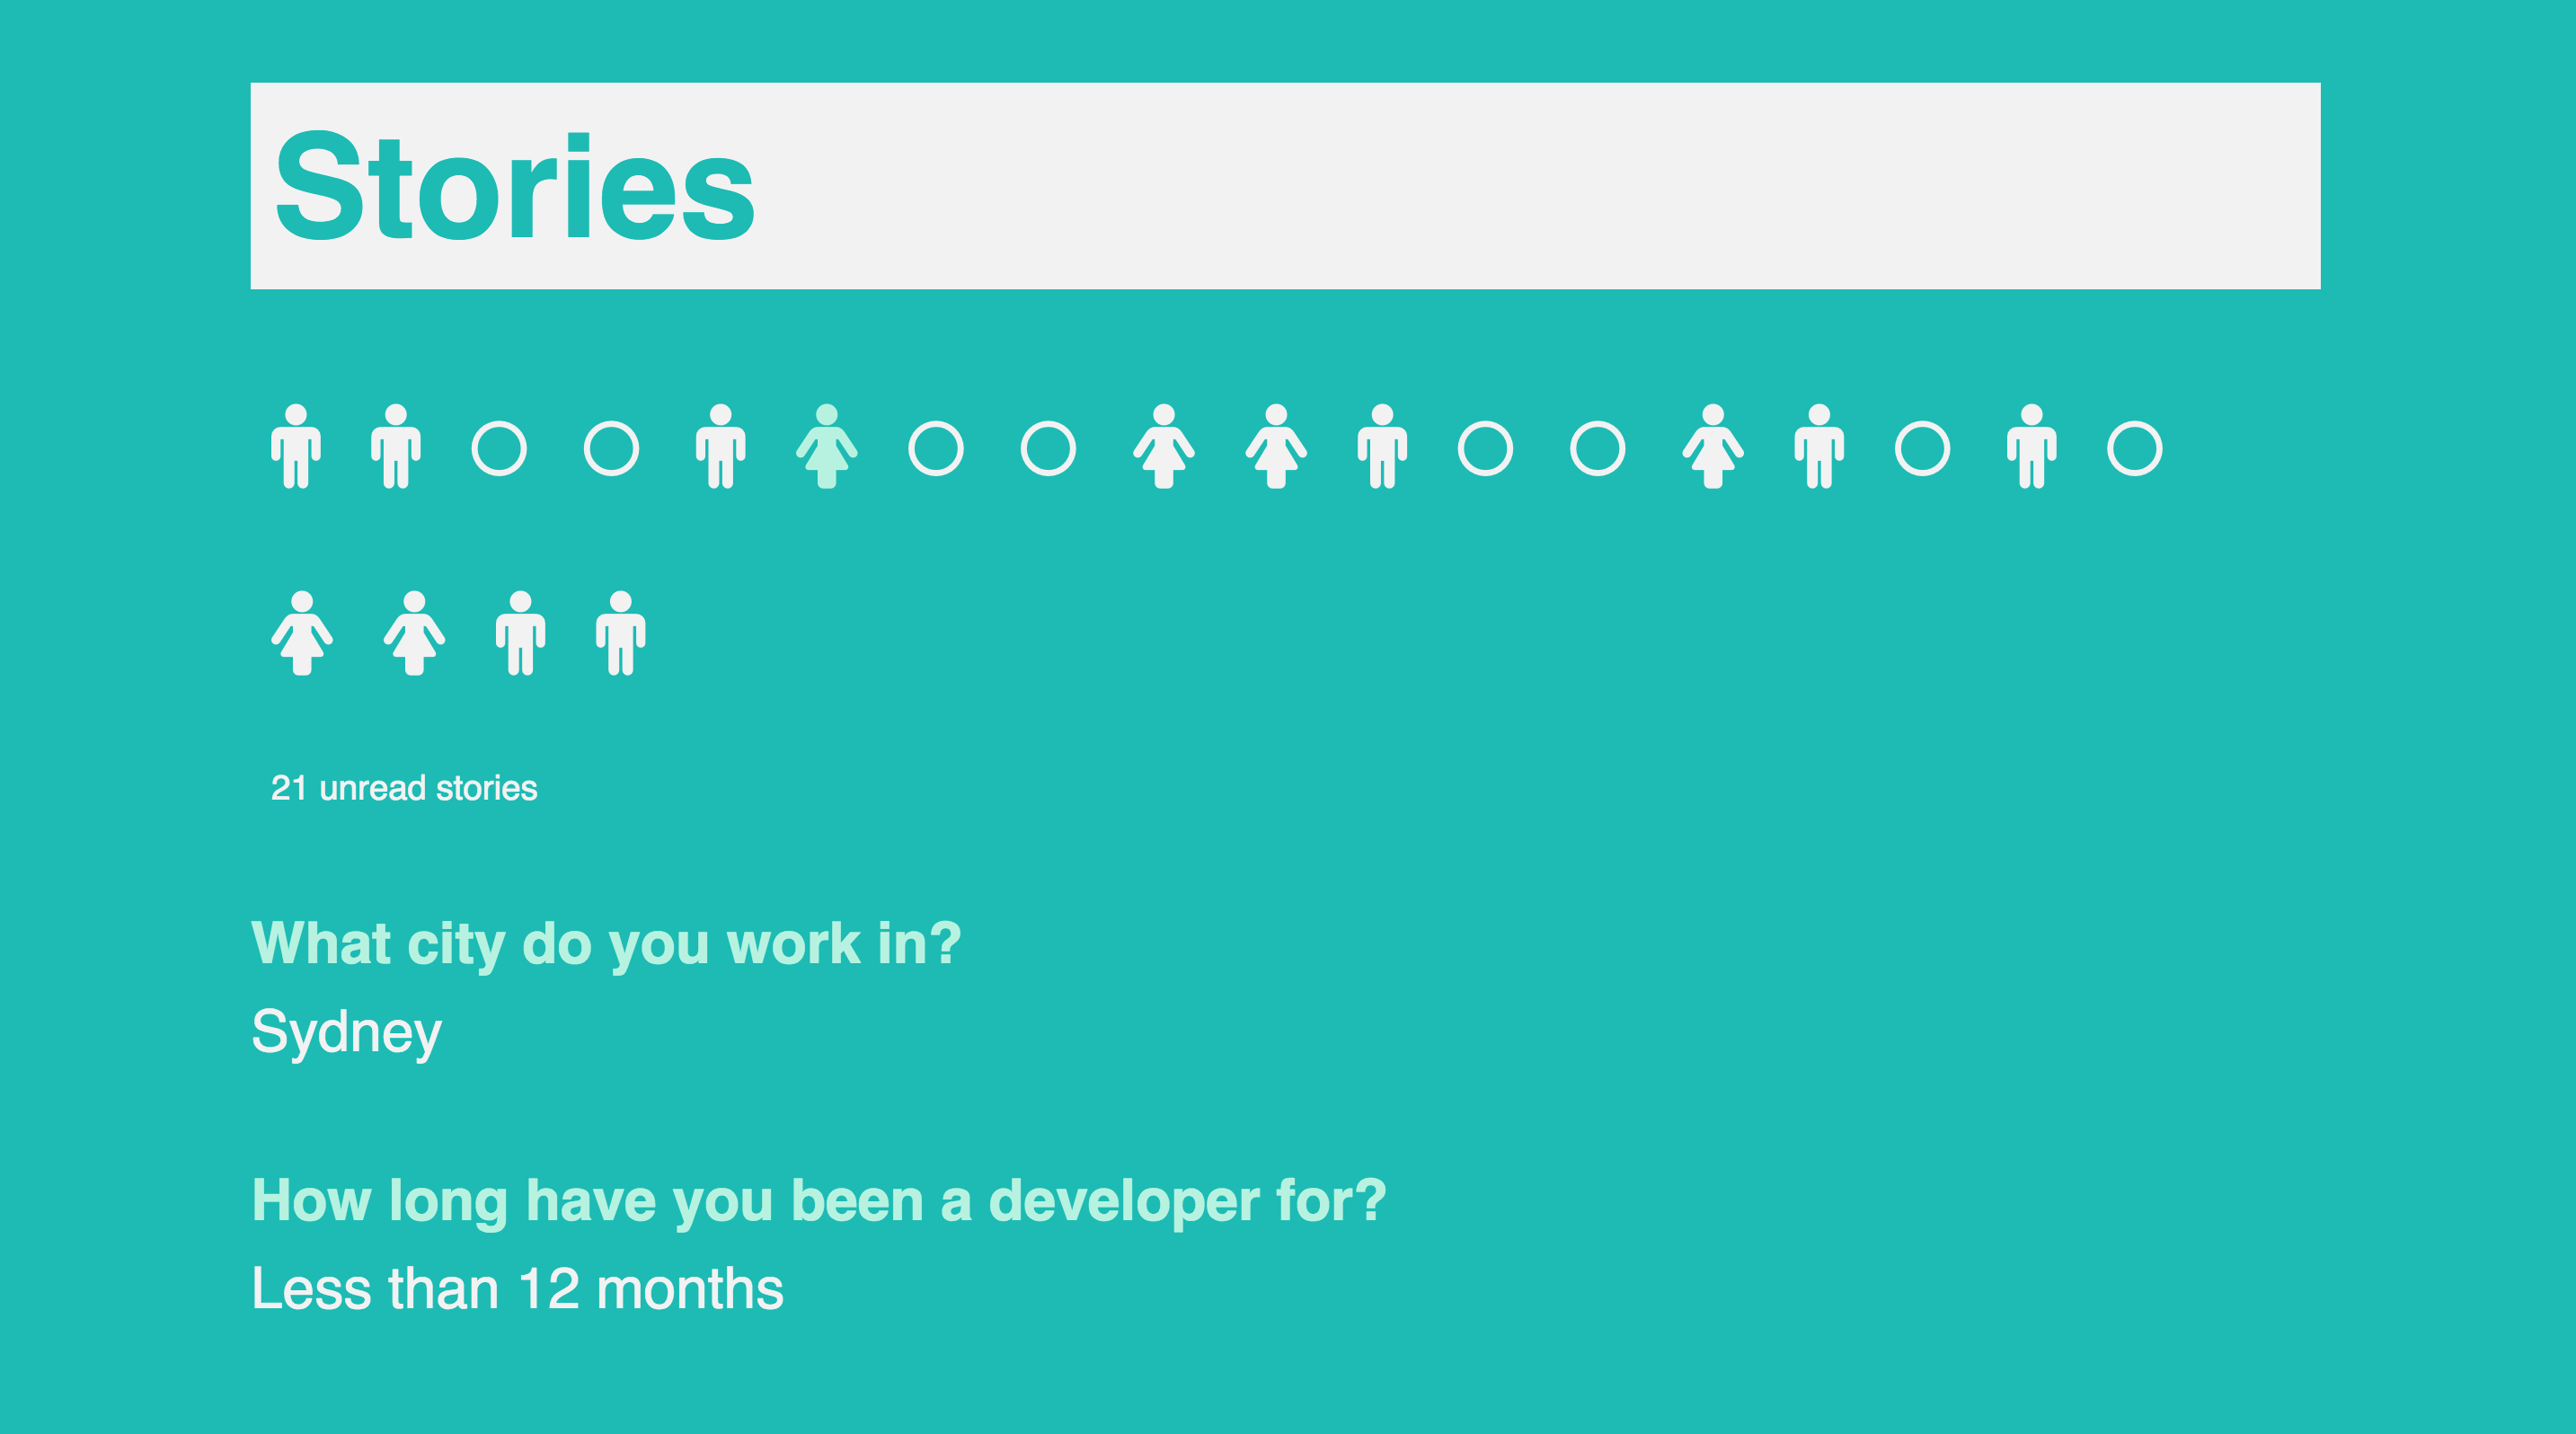 Stories
21 unread stories
What city do you work in?
Sydney
How long have you been a developer for?
Less than 12 months